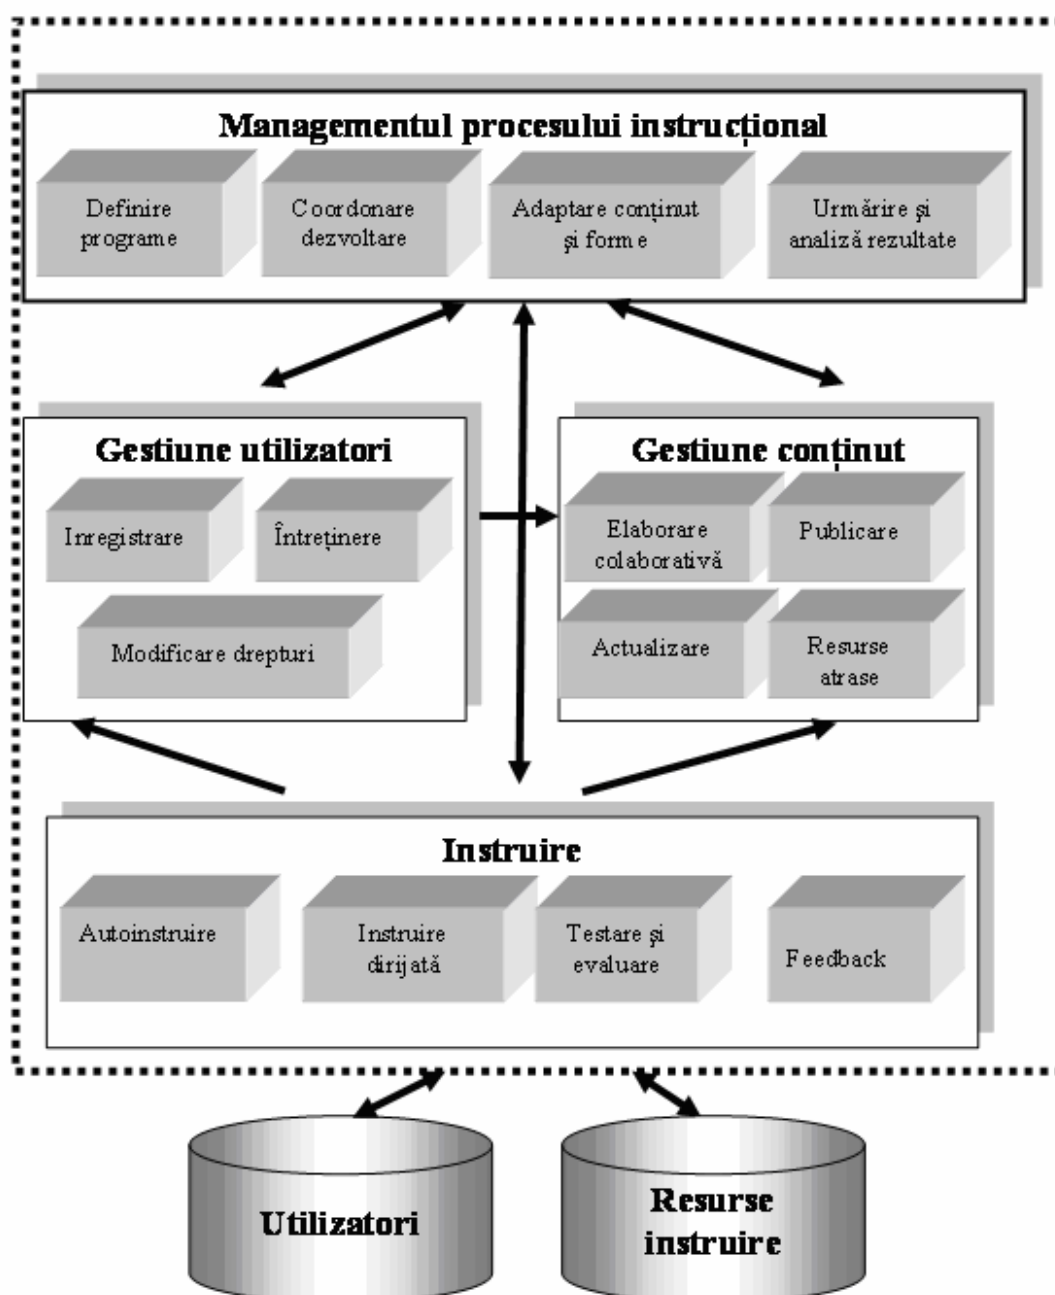 Managementul procesului instrucțional
Definire
programe
Coordonare
dezvoltare
Adaptare conținut
și forme
Urmărire și
analiză rezultate
Gestiune utilizatori
Inregistrare
Întreținere
Modificare drepturi
Gestiune conținut
Elaborare
colaborativă
Publicare
Actualizare
Resurse
atrase
Instruire
Autoinstruire
Instruire
dirijată
Testare și
evaluare
Feedback
Utilizatori
Resurse
instruire